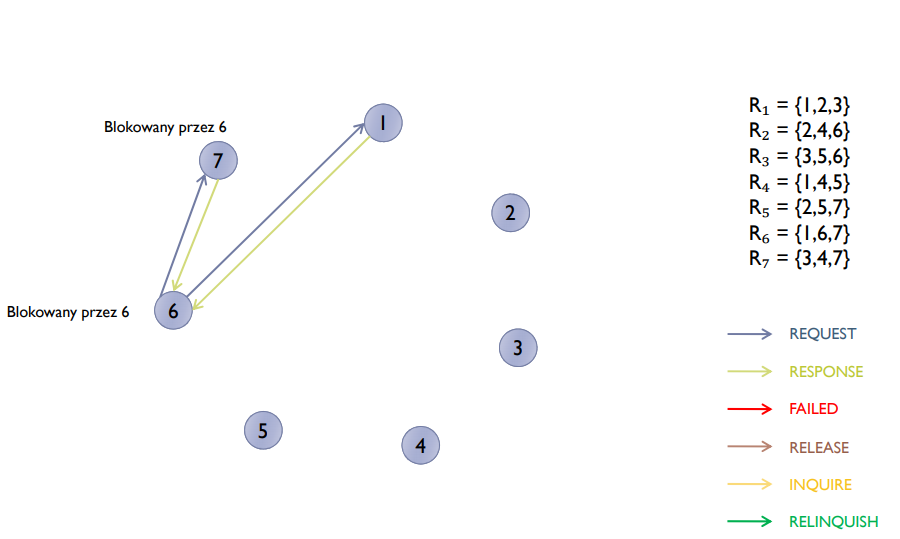 Blokowany przez 6
7
1
2
Blokowany przez 6
6
3
5
4
R₁ = {1,2,3}
R₂ = {2,4,6}
R₃ = {3,5,6}
R₄ = {1,4,5}
R₅ = {2,5,7}
R₆ = {1,6,7}
R₇ = {3,4,7}
REQUEST
RESPONSE
FAILED
RELEASE
INQUIRE
RELINQUISH